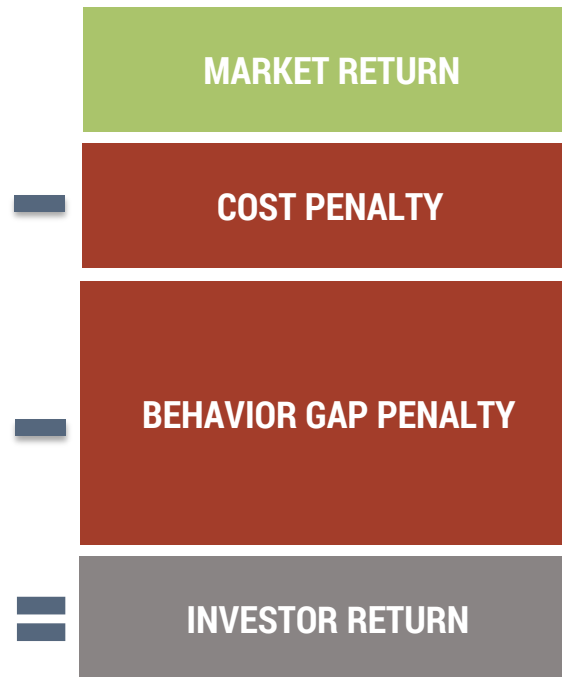 MARKET RETURN
COST PENALTY
BEHAVIOR GAP PENALTY
INVESTOR RETURN